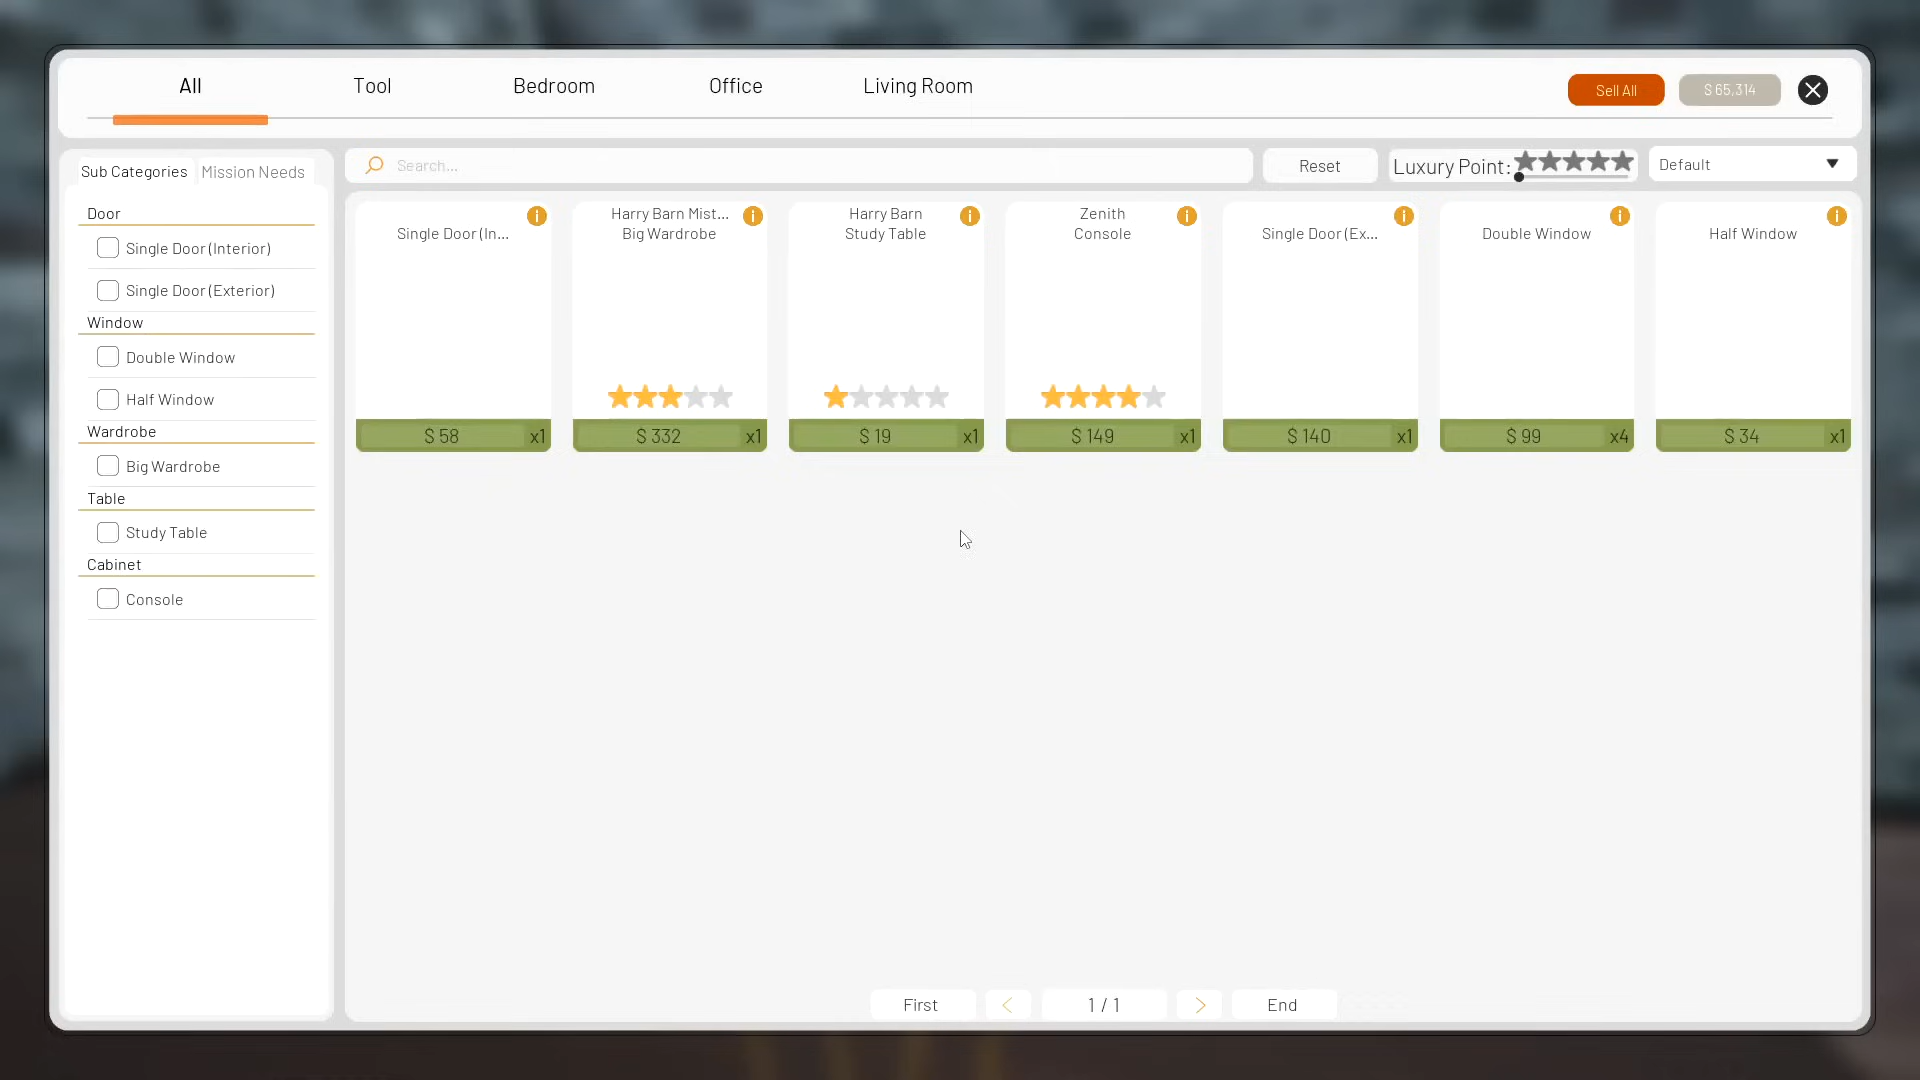 All Tool Bedroom Office Living Room Sell All $ 65,314
Sub Categories Mission Needs
Search...
Reset
Luxury Point:
Default
Door
Single Door (Interior)
Single Door (Exterior)
Window
Double Window
Half Window
Wardrobe
Big Wardrobe
Table
Study Table
Cabinet
Console
Single Door (In...
$ 58 x1
Harry Barn Mist...
Big Wardrobe
$ 332 x1
Harry Barn
Study Table
$ 19 x1
Zenith
Console
$ 149 x1
Single Door (Ex...
$ 140 x1
Double Window
$ 99 x4
Half Window
$ 34 x1
First < 1 / 1 > End